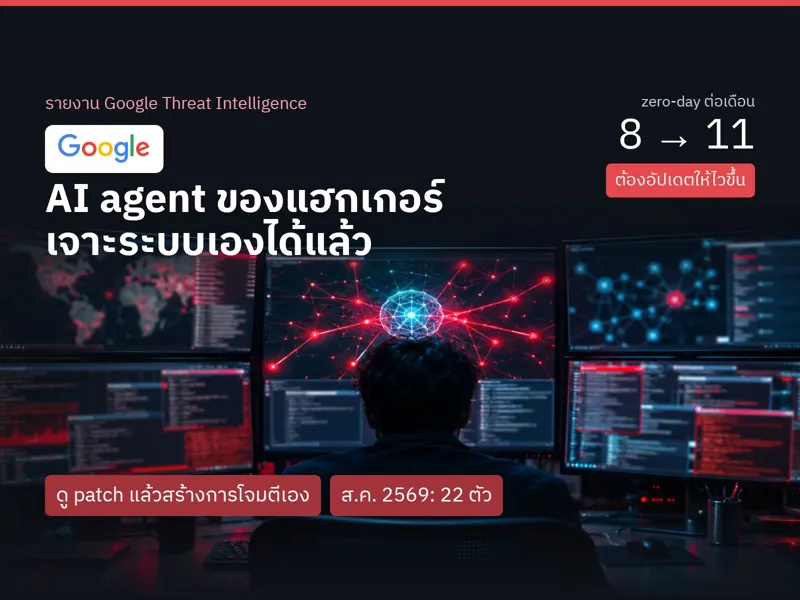 รายงาน Google Threat Intelligence
Google
AI agent ของแฮกเกอร์
เจาะระบบเองได้แล้ว
zero-day ต่อเดือน
8 → 11
ต้องอัปเดตให้ไวขึ้น
ดู patch แล้วสร้างการโจมตีเอง
ส.ค. 2569: 22 ตัว